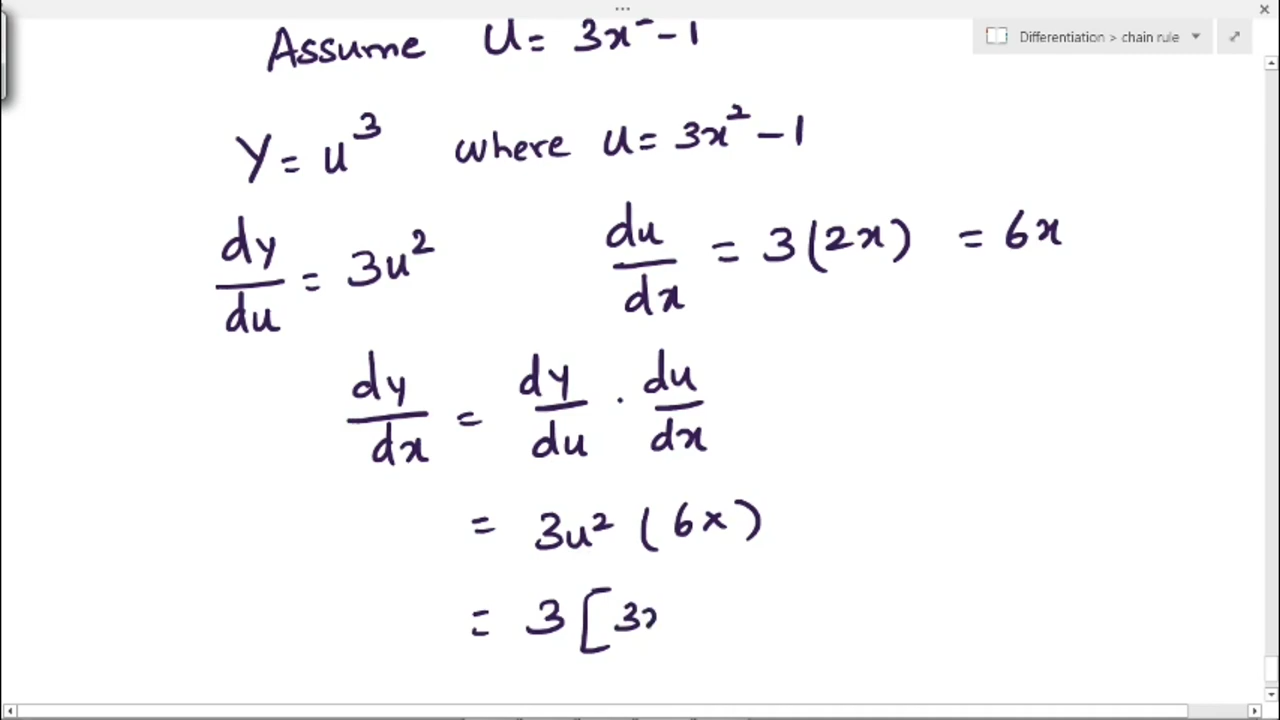 Differentiation > chain rule
Assume U = 3x² - 1
Y = u³ where u = 3x² - 1
dy/du = 3u² du/dx = 3(2x) = 6x
dy/dx = dy/du · du/dx
= 3u² (6x)
= 3[3x